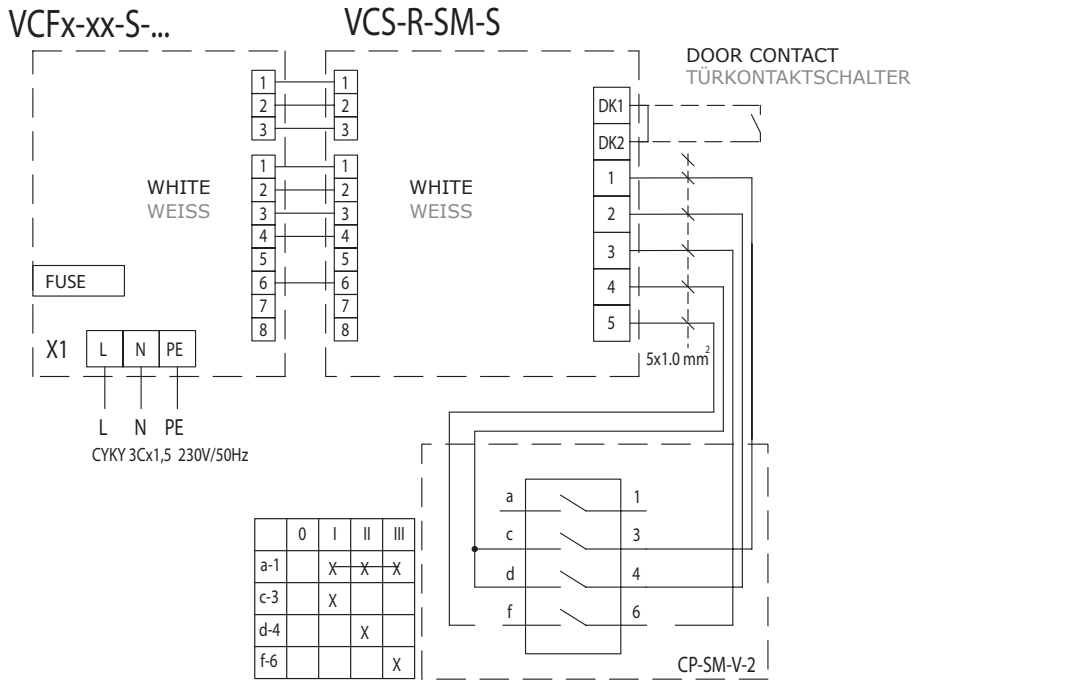 VCFx-xx-S-...
VCS-R-SM-S
DOOR CONTACT
TÜRKONTAKTSCHALTER
1 1
2 2
3 3
DK1
DK2
1 1
2 2
3 3
4 4
5 5
6 6
7 7
8 8
WHITE
WEISS
WHITE
WEISS
1
2
3
4
5
FUSE
X1 L N PE
5x1.0 mm²
L N PE
CYKY 3Cx1,5 230V/50Hz
a 1
c 3
d 4
f 6
0 I II III
a-1 X X X
c-3 X
d-4 X
f-6 X
CP-SM-V-2